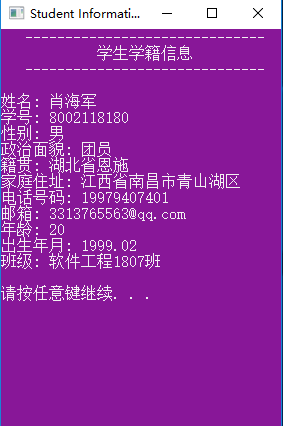 Student Informati...
------------------------------
学生学籍信息
------------------------------
姓名: 肖海军
学号: 8002118180
性别: 男
政治面貌: 团员
籍贯: 湖北省恩施
家庭住址: 江西省南昌市青山湖区
电话号码: 19979407401
邮箱: 3313765563@qq.com
年龄: 20
出生年月: 1999.02
班级: 软件工程1807班
请按任意键继续. . .